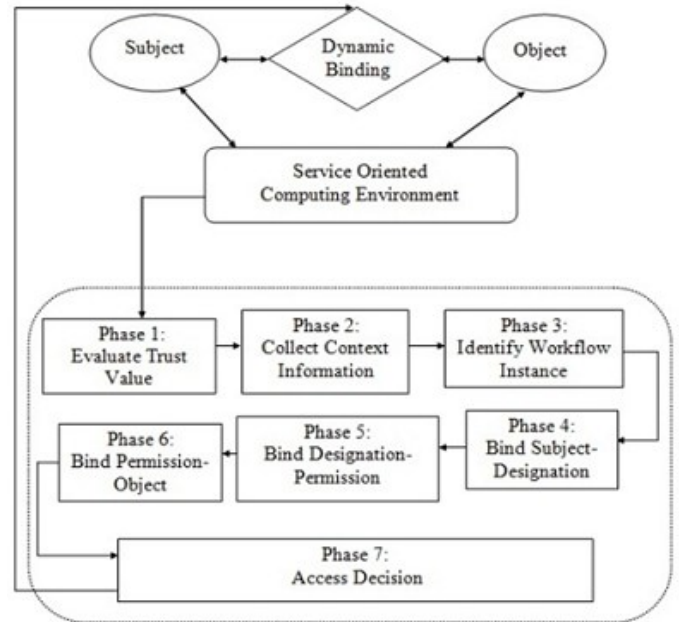 Subject
Dynamic
Binding
Object
Service Oriented
Computing Environment
Phase 1:
Evaluate Trust
Value
Phase 2:
Collect Context
Information
Phase 3:
Identify Workflow
Instance
Phase 4:
Bind Subject-
Designation
Phase 5:
Bind Designation-
Permission
Phase 6:
Bind Permission-
Object
Phase 7:
Access Decision